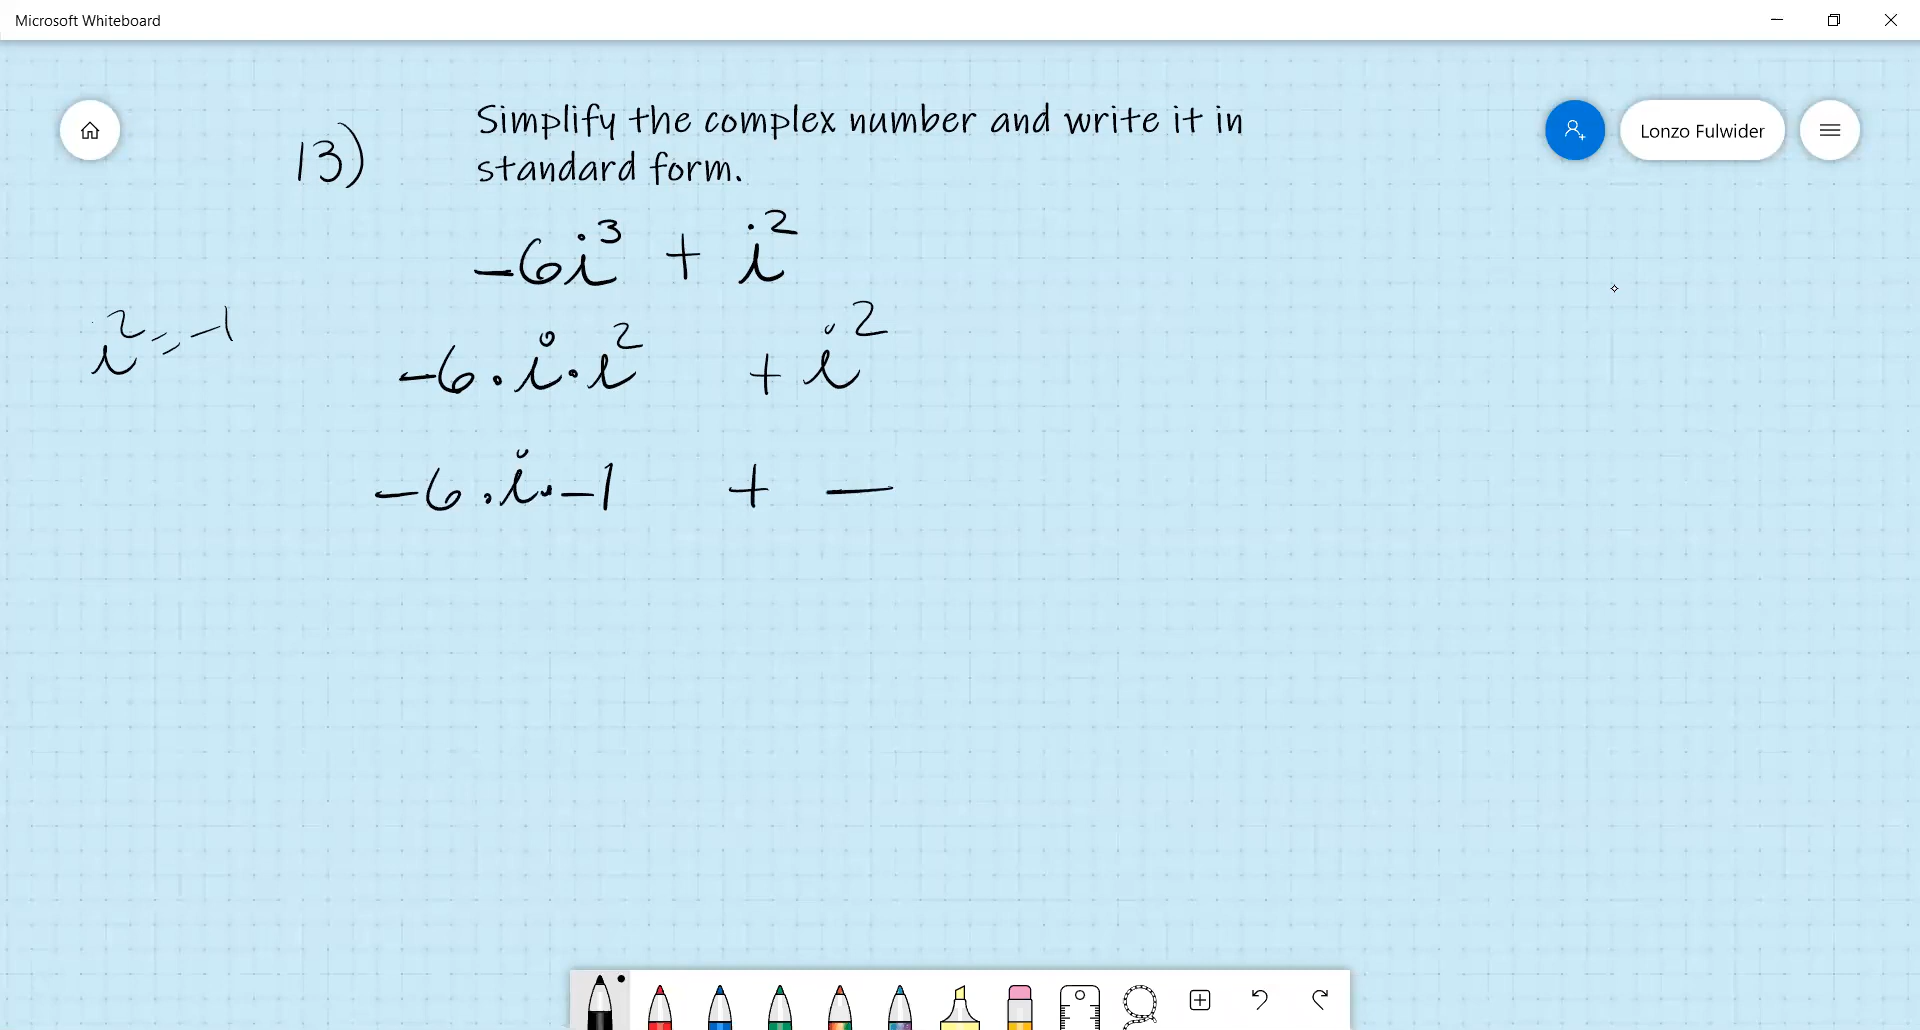 Microsoft Whiteboard
Lonzo Fulwider
13)
Simplify the complex number and write it in
standard form.
-6i³ + i²
i² = -1
-6 · i · i² + i²
-6 · i · -1 + —